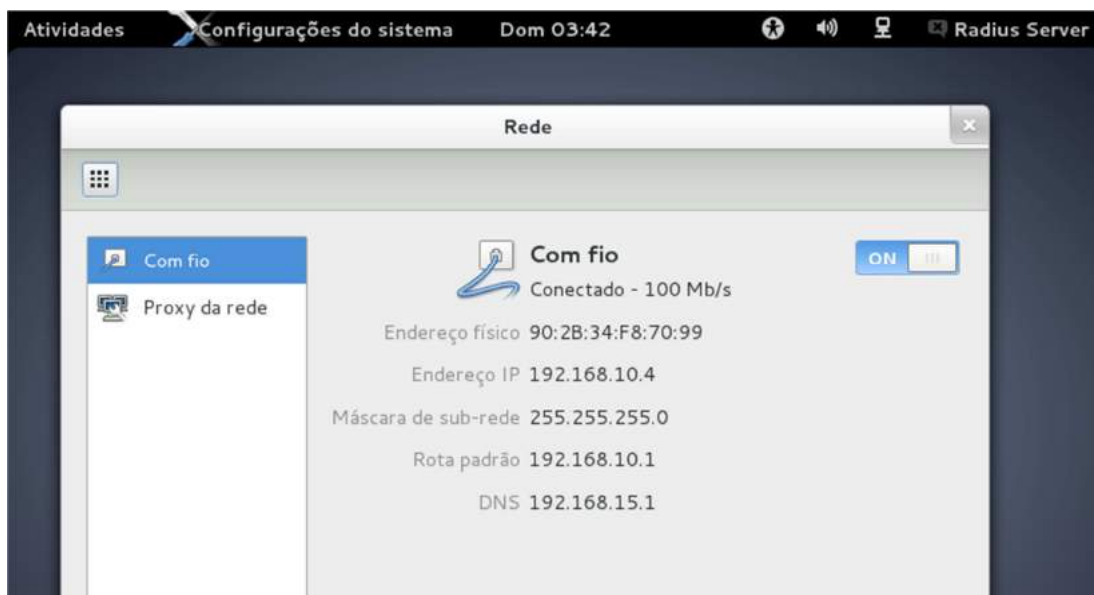 Atividades Configurações do sistema Dom 03:42 Radius Server
Rede
Com fio
Proxy da rede
Com fio
ON
Conectado - 100 Mb/s
Endereço físico 90:2B:34:F8:70:99
Endereço IP 192.168.10.4
Máscara de sub-rede 255.255.255.0
Rota padrão 192.168.10.1
DNS 192.168.15.1